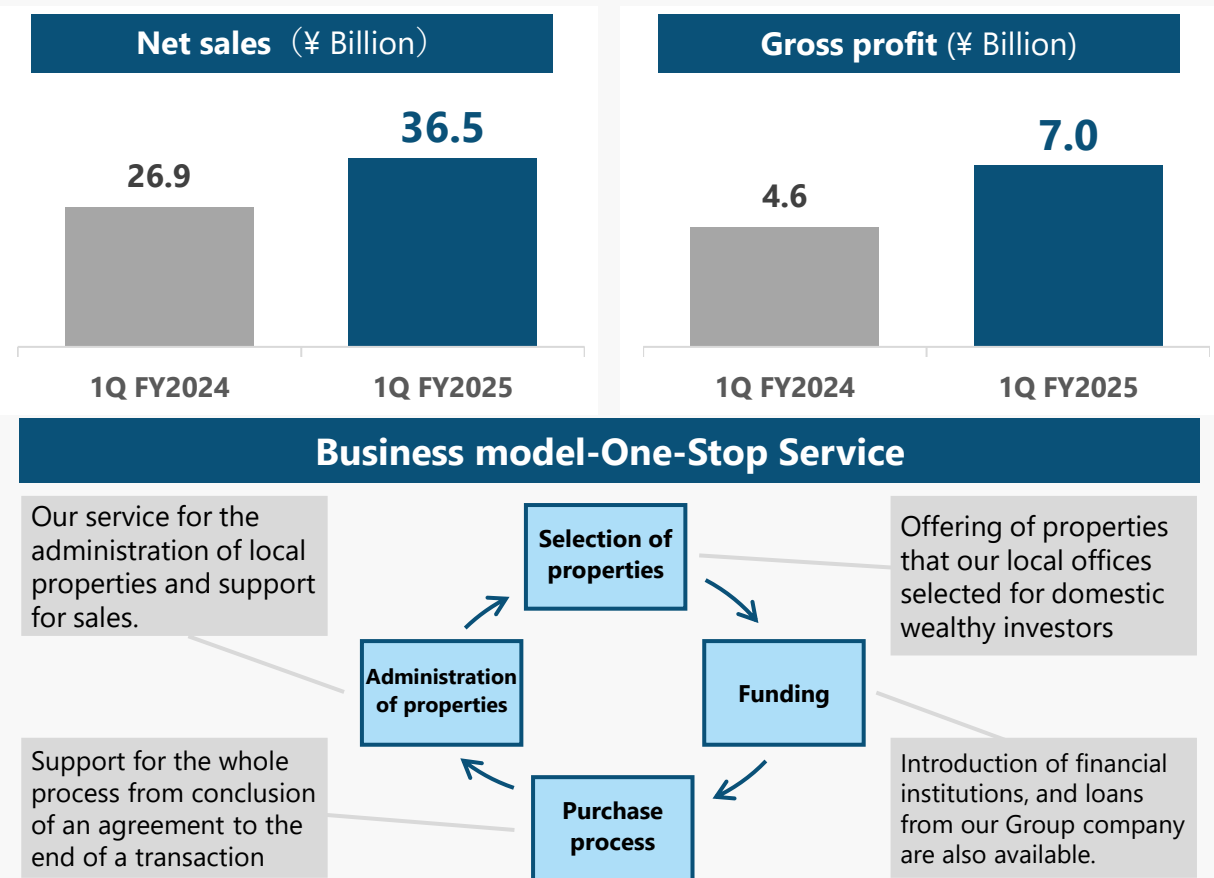 Net sales（¥ Billion）
36.5
26.9
1Q FY2024
1Q FY2025
Gross profit (¥ Billion)
7.0
4.6
1Q FY2024
1Q FY2025
Business model-One-Stop Service
Our service for the
administration of local
properties and support
for sales.
Selection of
properties
Offering of properties
that our local offices
selected for domestic
wealthy investors
Administration
of properties
Funding
Support for the whole
process from conclusion
of an agreement to the
end of a transaction
Purchase
process
Introduction of financial
institutions, and loans
from our Group company
are also available.